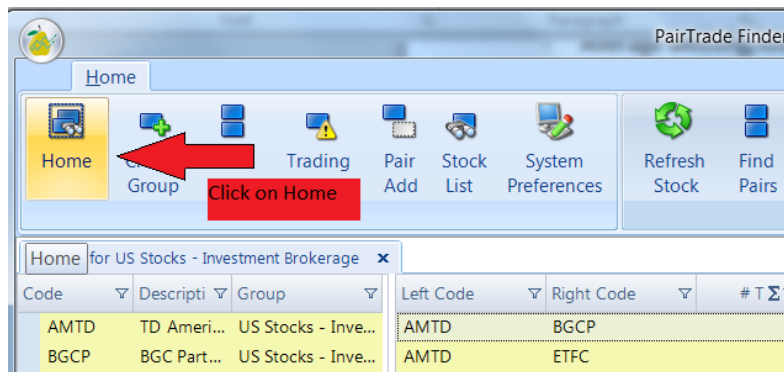 PairTrade Finder
Home
Home Trading Pair Stock System Refresh Find
Group Add List Preferences Stock Pairs
Click on Home
Home for US Stocks - Investment Brokerage x
Code Descripti Group Left Code Right Code # T Σ
AMTD TD Ameri... US Stocks - Inve... AMTD BGCP
BGCP BGC Part... US Stocks - Inve... AMTD ETFC